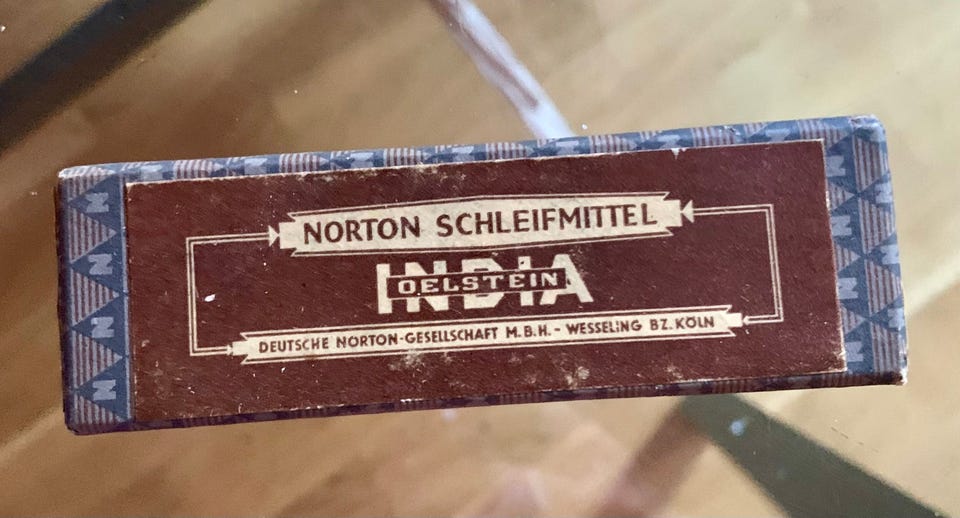 NORTON SCHLEIFMITTEL
INDIA
OELSTEIN
DEUTSCHE NORTON-GESELLSCHAFT M.B.H. - WESSELING BZ. KÖLN
N
N
N
N